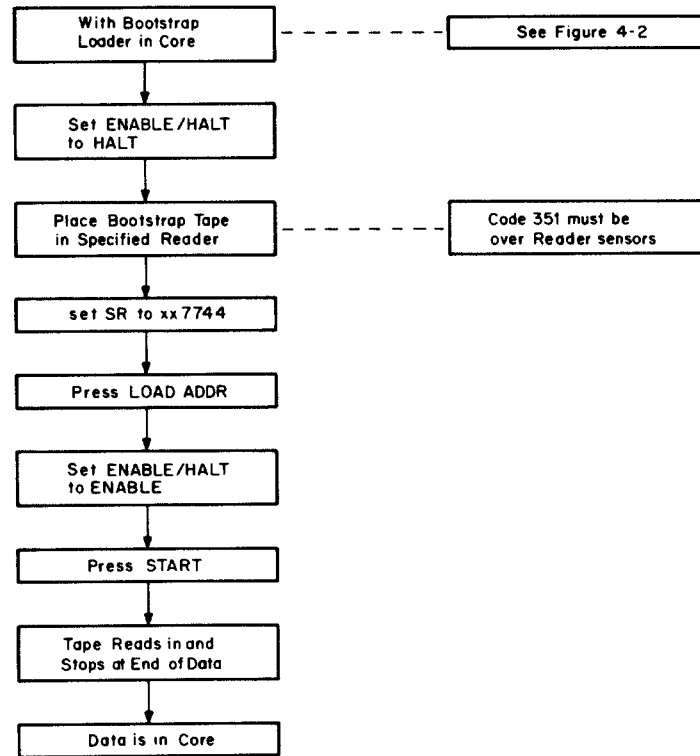 With Bootstrap
Loader in Core
See Figure 4-2
Set ENABLE/HALT
to HALT
Place Bootstrap Tape
in Specified Reader
Code 351 must be
over Reader sensors
set SR to xx7744
Press LOAD ADDR
Set ENABLE/HALT
to ENABLE
Press START
Tape Reads in and
Stops at End of Data
Data is in Core